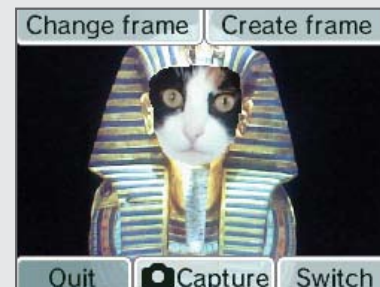 Change frame
Create frame
Quit
Capture
Switch